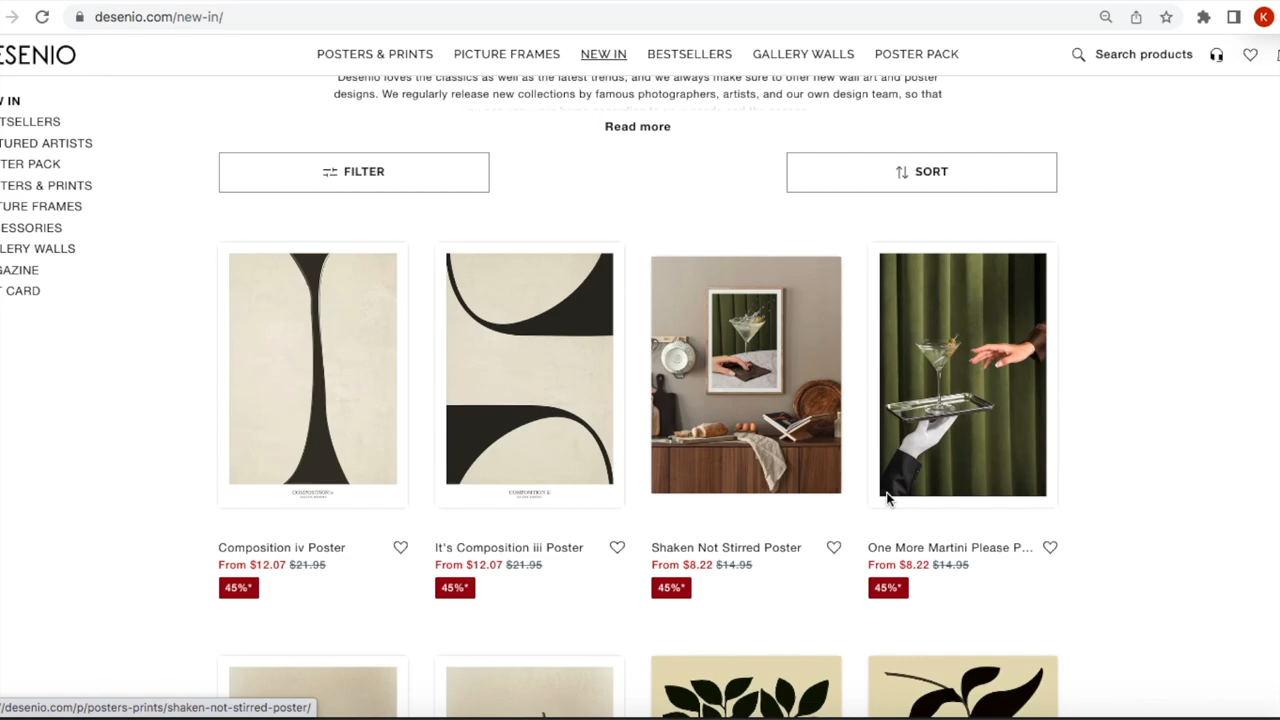 desenio.com/new-in/
K
ESENIO
POSTERS & PRINTS PICTURE FRAMES NEW IN BESTSELLERS GALLERY WALLS POSTER PACK
Search products
Desenio loves the classics as well as the latest trends, and we always make sure to offer new wall art and poster
designs. We regularly release new collections by famous photographers, artists, and our own design team, so that
Read more
W IN
TSELLERS
TURED ARTISTS
TER PACK
TERS & PRINTS
TURE FRAMES
ESSORIES
LERY WALLS
GAZINE
T CARD
FILTER
SORT
COMPOSITION iv
COMPOSITION iii
Composition iv Poster
From $12.07 $21.95
45%*
It's Composition iii Poster
From $12.07 $21.95
45%*
Shaken Not Stirred Poster
From $8.22 $14.95
45%*
One More Martini Please P...
From $8.22 $14.95
45%*
/desenio.com/p/posters-prints/shaken-not-stirred-poster/